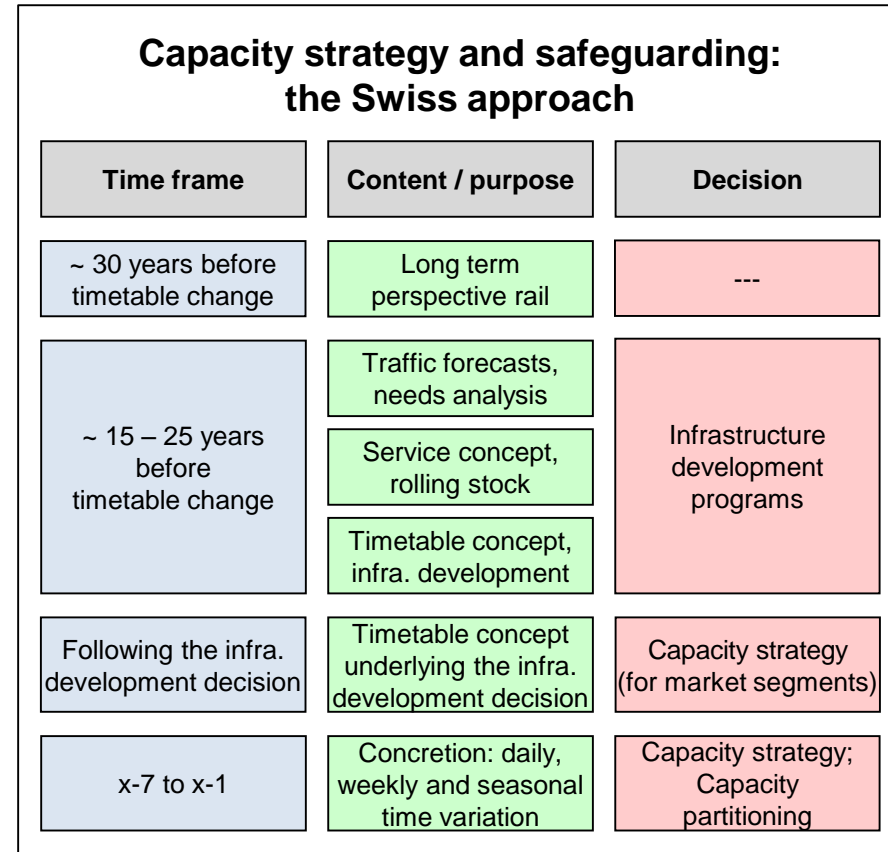 Capacity strategy and safeguarding:
the Swiss approach
Time frame
Content / purpose
Decision
~ 30 years before
timetable change
Long term
perspective rail
---
~ 15 – 25 years
before
timetable change
Traffic forecasts,
needs analysis
Service concept,
rolling stock
Timetable concept,
infra. development
Infrastructure
development
programs
Following the infra.
development decision
Timetable concept
underlying the infra.
development decision
Capacity strategy
(for market segments)
x-7 to x-1
Concretion: daily,
weekly and seasonal
time variation
Capacity strategy;
Capacity
partitioning